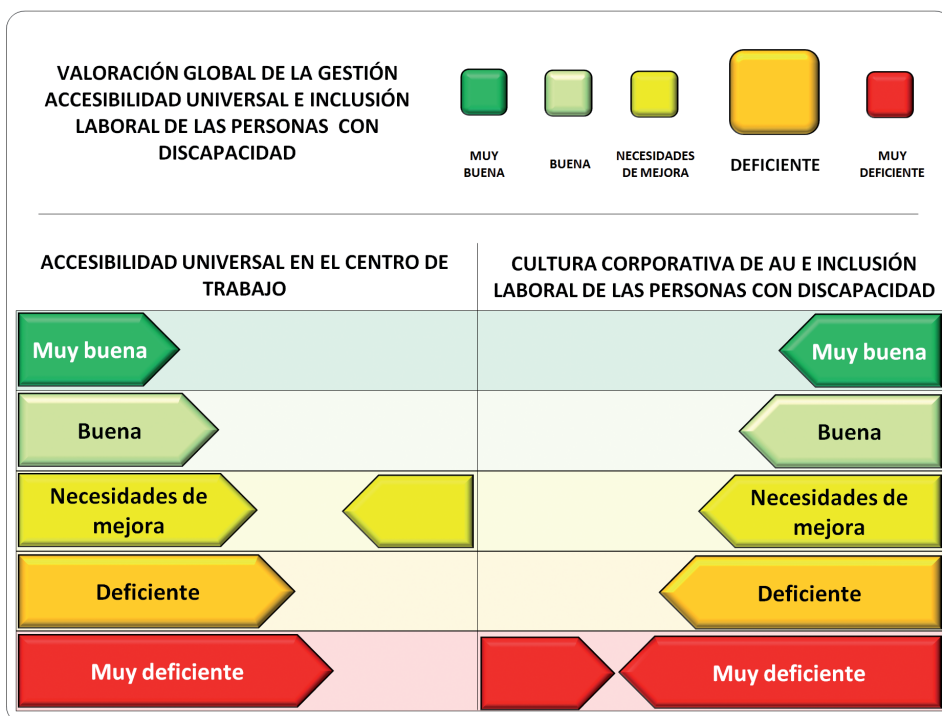 VALORACIÓN GLOBAL DE LA GESTIÓN
ACCESIBILIDAD UNIVERSAL E INCLUSIÓN
LABORAL DE LAS PERSONAS CON
DISCAPACIDAD
MUY
BUENA
BUENA
NECESIDADES
DE MEJORA
DEFICIENTE
MUY
DEFICIENTE
ACCESIBILIDAD UNIVERSAL EN EL CENTRO DE
TRABAJO
CULTURA CORPORATIVA DE AU E INCLUSIÓN
LABORAL DE LAS PERSONAS CON DISCAPACIDAD
Muy buena
Muy buena
Buena
Buena
Necesidades de
mejora
Necesidades de
mejora
Deficiente
Deficiente
Muy deficiente
Muy deficiente